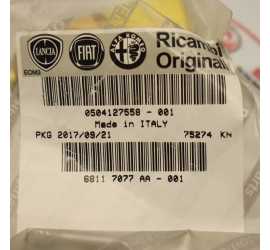 LANCIA FIAT ALFA ROMEO Ricambi
Original
0504127558 - 001
Made in ITALY
PKG 2017/09/21 75274 KN
6811 7077 AA - 001